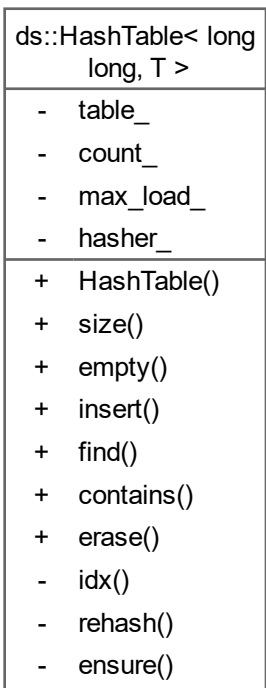 ds::HashTable< long
long, T >
- table_
- count_
- max_load_
- hasher_
+ HashTable()
+ size()
+ empty()
+ insert()
+ find()
+ contains()
+ erase()
- idx()
- rehash()
- ensure()